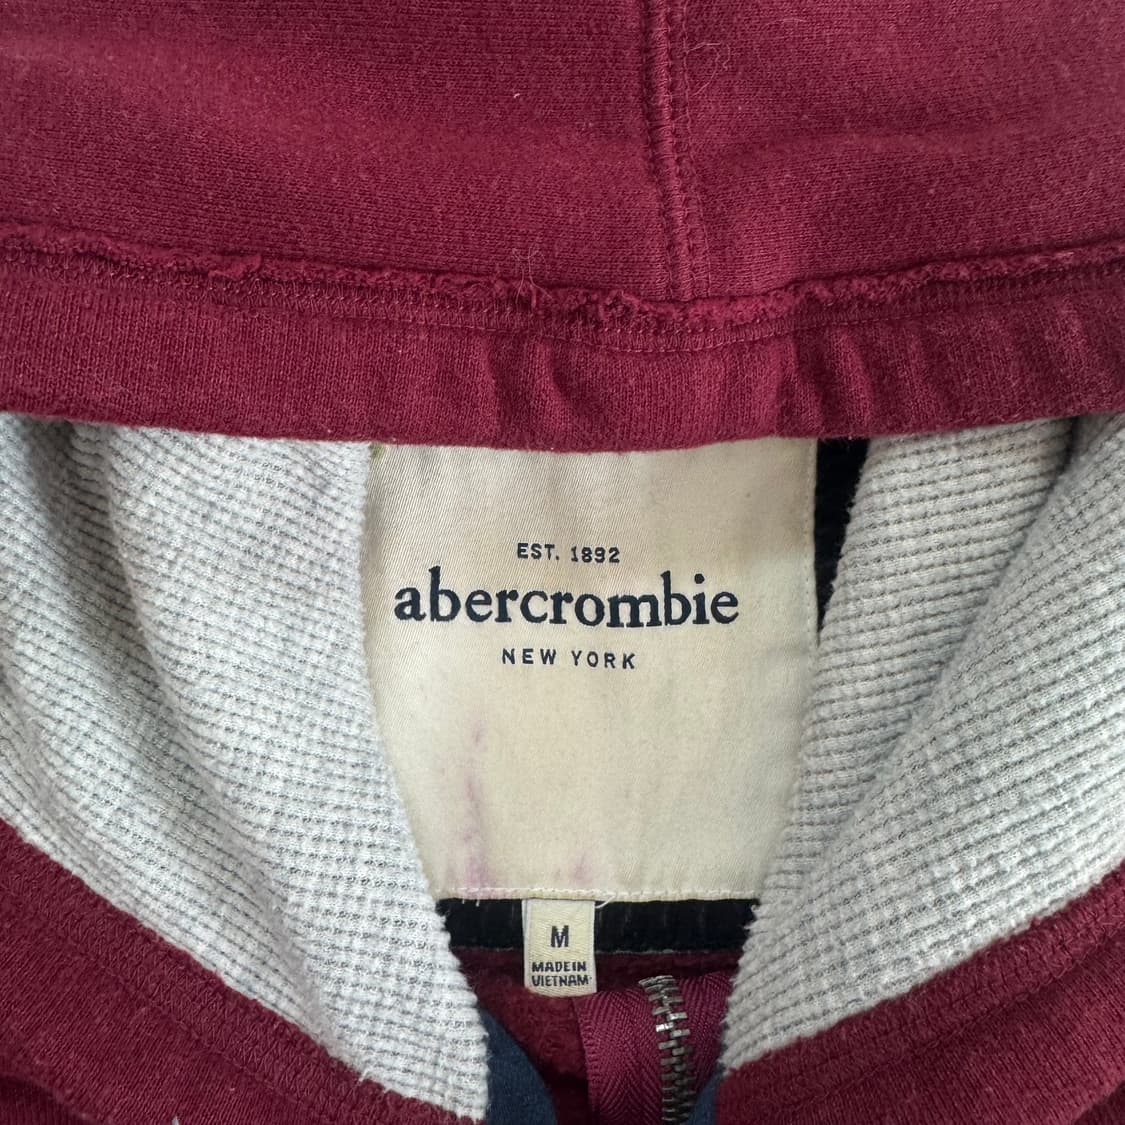 EST. 1892
abercrombie
NEW YORK
M
MADE IN
VIETNAM